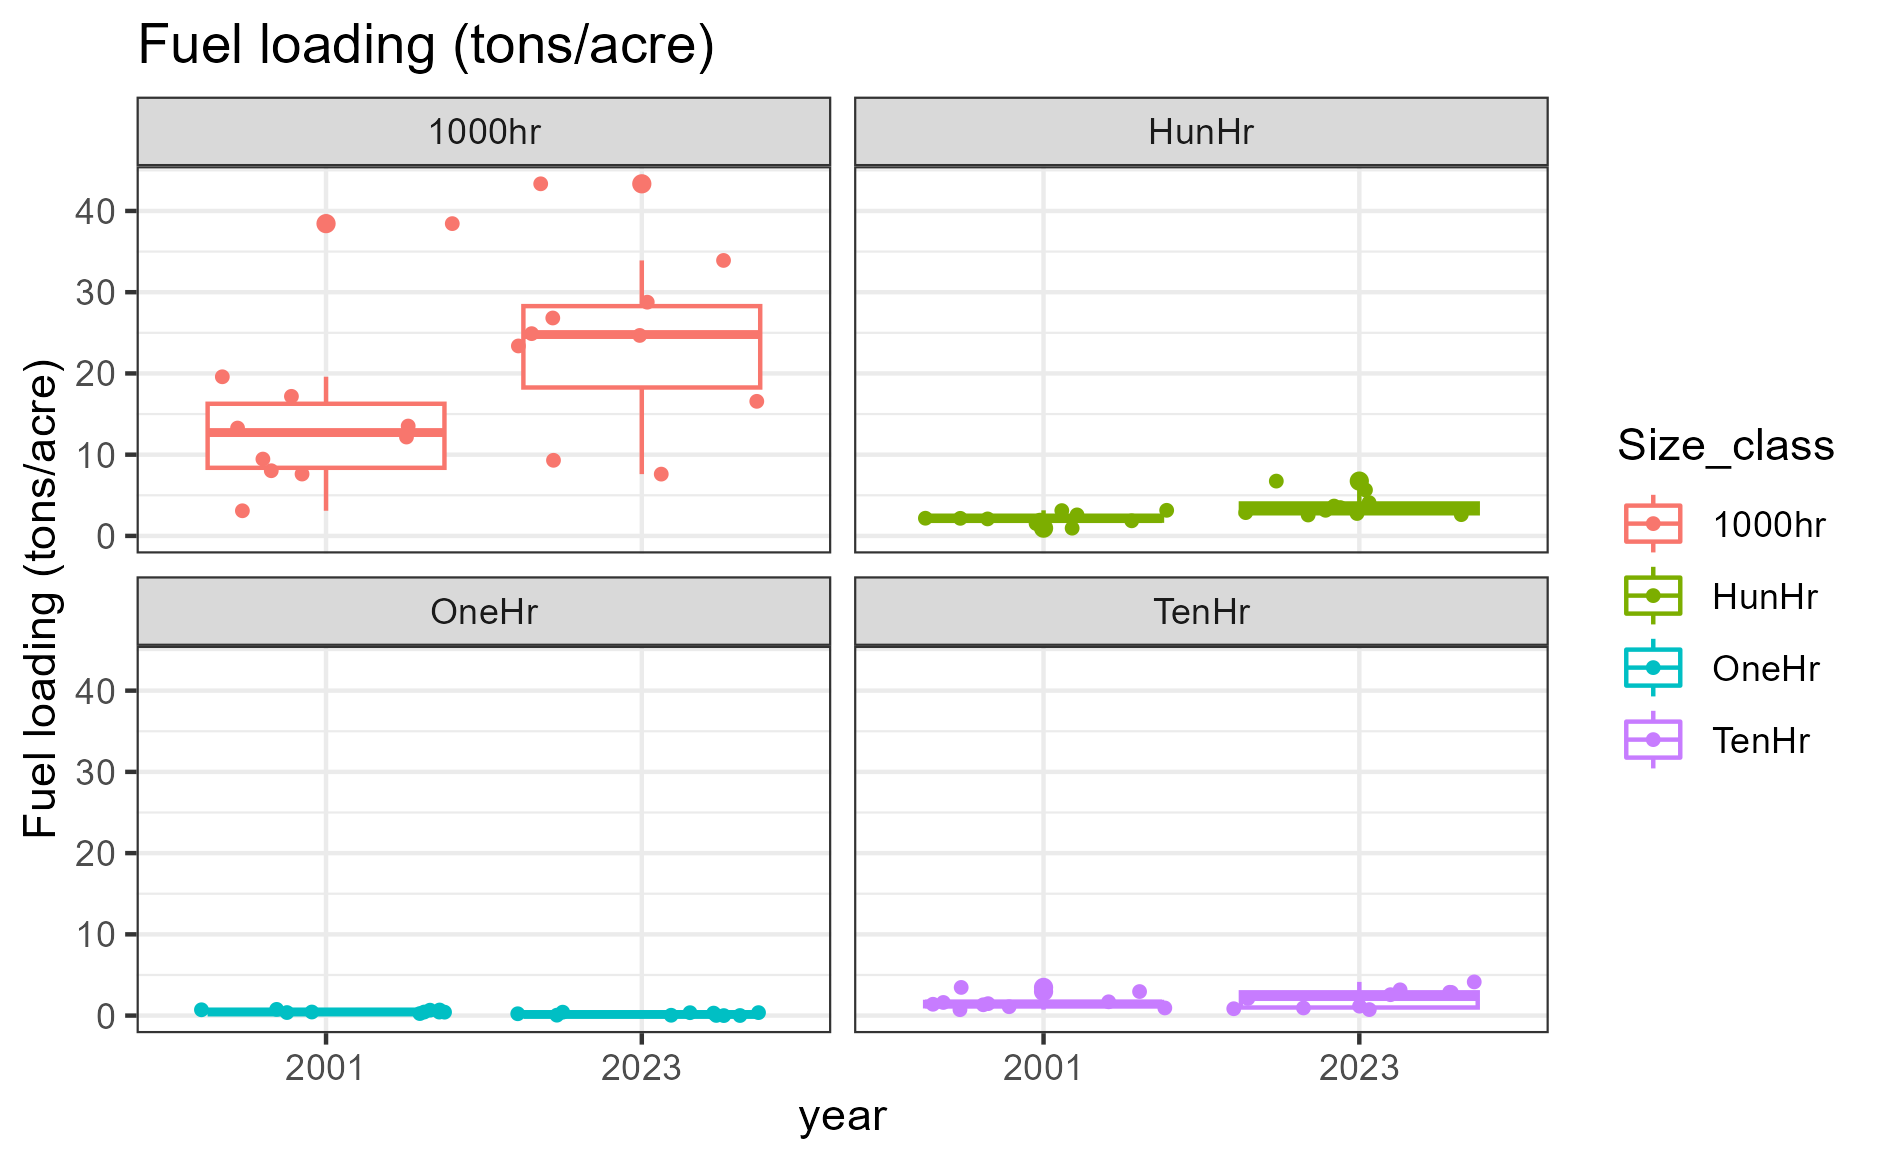 Fuel loading (tons/acre)
1000hr
HunHr
40
30
20
10
0
OneHr
TenHr
40
30
20
10
0
2001
2023
2001
2023
year
Fuel loading (tons/acre)
Size_class
1000hr
HunHr
OneHr
TenHr